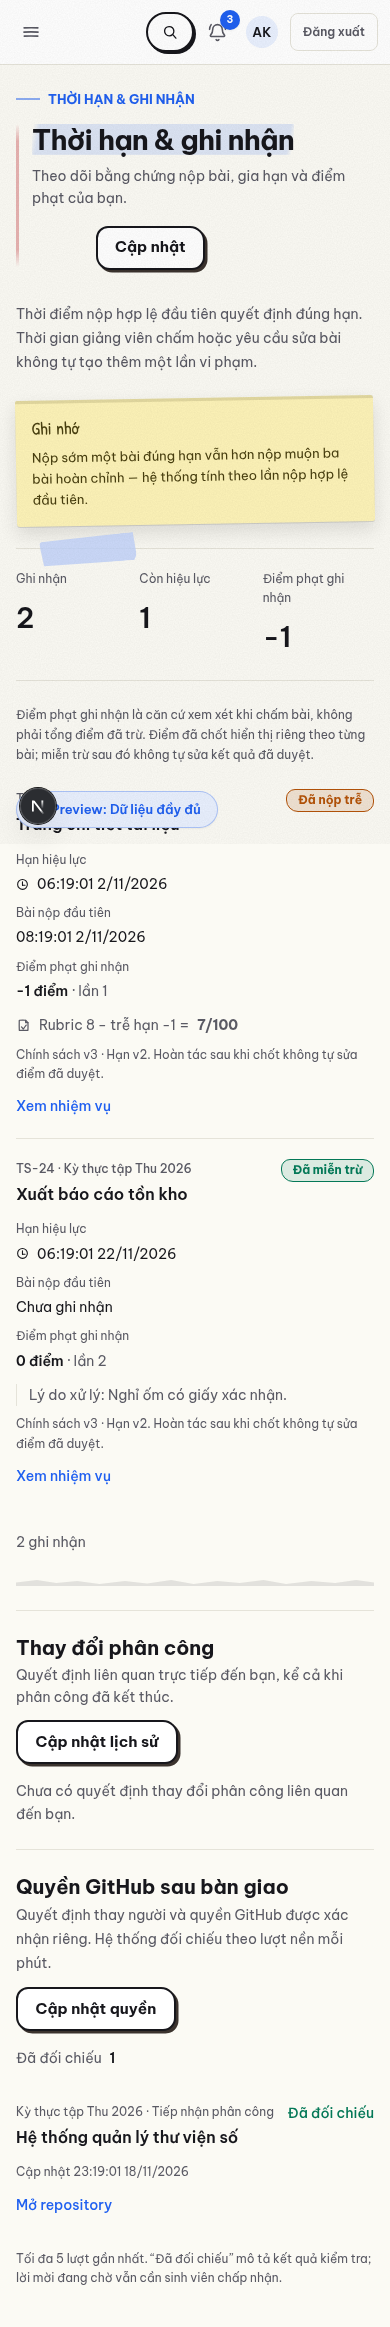 3
AK
Đăng xuất
THỜI HẠN & GHI NHẬN
Thời hạn & ghi nhận
Theo dõi bằng chứng nộp bài, gia hạn và điểm
phạt của bạn.
Cập nhật
Thời điểm nộp hợp lệ đầu tiên quyết định đúng hạn.
Thời gian giảng viên chấm hoặc yêu cầu sửa bài
không tự tạo thêm một lần vi phạm.
Ghi nhớ
Nộp sớm một bài đúng hạn vẫn hơn nộp muộn ba
bài hoàn chỉnh — hệ thống tính theo lần nộp hợp lệ
đầu tiên.
Ghi nhận
Còn hiệu lực
Điểm phạt ghi
nhận
2
1
-1
Điểm phạt ghi nhận là căn cứ xem xét khi chấm bài, không
phải tổng điểm đã trừ. Điểm đã chốt hiển thị riêng theo từng
bài; miễn trừ sau đó không tự sửa kết quả đã duyệt.
Đã nộp trễ
N
Preview: Dữ liệu đầy đủ
Trang chi tiết tài liệu
Hạn hiệu lực
06:19:01 2/11/2026
Bài nộp đầu tiên
08:19:01 2/11/2026
Điểm phạt ghi nhận
-1 điểm · lần 1
Rubric 8 - trễ hạn -1 = 7/100
Chính sách v3 · Hạn v2. Hoàn tác sau khi chốt không tự sửa
điểm đã duyệt.
Xem nhiệm vụ
TS-24 · Kỳ thực tập Thu 2026
Đã miễn trừ
Xuất báo cáo tồn kho
Hạn hiệu lực
06:19:01 22/11/2026
Bài nộp đầu tiên
Chưa ghi nhận
Điểm phạt ghi nhận
0 điểm · lần 2
Lý do xử lý: Nghỉ ốm có giấy xác nhận.
Chính sách v3 · Hạn v2. Hoàn tác sau khi chốt không tự sửa
điểm đã duyệt.
Xem nhiệm vụ
2 ghi nhận
Thay đổi phân công
Quyết định liên quan trực tiếp đến bạn, kể cả khi
phân công đã kết thúc.
Cập nhật lịch sử
Chưa có quyết định thay đổi phân công liên quan
đến bạn.
Quyền GitHub sau bàn giao
Quyết định thay người và quyền GitHub được xác
nhận riêng. Hệ thống đối chiếu theo lượt nền mỗi
phút.
Cập nhật quyền
Đã đối chiếu 1
Kỳ thực tập Thu 2026 · Tiếp nhận phân công
Đã đối chiếu
Hệ thống quản lý thư viện số
Cập nhật 23:19:01 18/11/2026
Mở repository
Tối đa 5 lượt gần nhất. “Đã đối chiếu” mô tả kết quả kiểm tra;
lời mời đang chờ vẫn cần sinh viên chấp nhận.